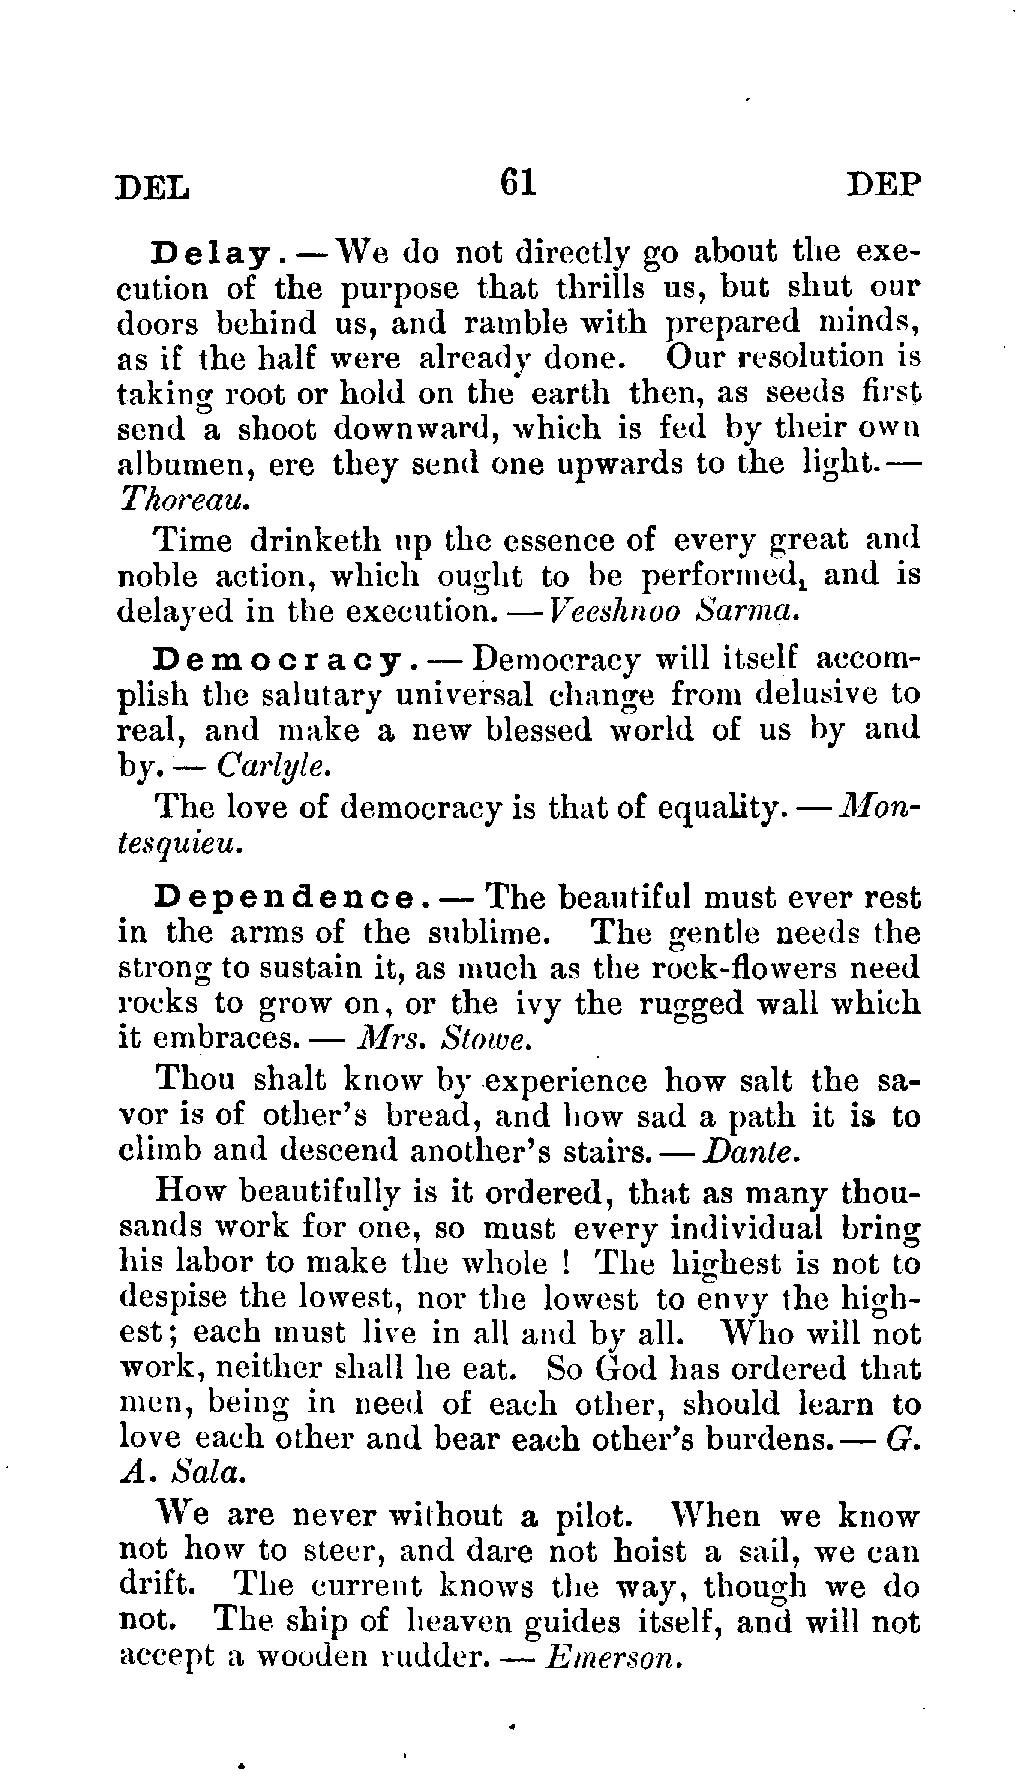 DEL 61 DEP
Delay.—We do not directly go about the exe-
cution of the purpose that thrills us, but shut our
doors behind us, and ramble with prepared minds,
as if the half were already done. Our resolution is
taking root or hold on the earth then, as seeds first
send a shoot downward, which is fed by their own
albumen, ere they send one upwards to the light.—
Thoreau.
Time drinketh up the essence of every great and
noble action, which ought to be performed, and is
delayed in the execution.—Veeshnoo Sarma.
Democracy.—Democracy will itself accom-
plish the salutary universal change from delusive to
real, and make a new blessed world of us by and
by.—Carlyle.
The love of democracy is that of equality.—Mon-
tesquieu.
Dependence.—The beautiful must ever rest
in the arms of the sublime. The gentle needs the
strong to sustain it, as much as the rock-flowers need
rocks to grow on, or the ivy the rugged wall which
it embraces.—Mrs. Stowe.
Thou shalt know by experience how salt the sa-
vor is of other's bread, and how sad a path it is to
climb and descend another's stairs.—Dante.
How beautifully is it ordered, that as many thou-
sands work for one, so must every individual bring
his labor to make the whole! The highest is not to
despise the lowest, nor the lowest to envy the high-
est; each must live in all and by all. Who will not
work, neither shall he eat. So God has ordered that
men, being in need of each other, should learn to
love each other and bear each other's burdens.—G.
A. Sala.
We are never without a pilot. When we know
not how to steer, and dare not hoist a sail, we can
drift. The current knows the way, though we do
not. The ship of heaven guides itself, and will not
accept a wooden rudder.—Emerson.